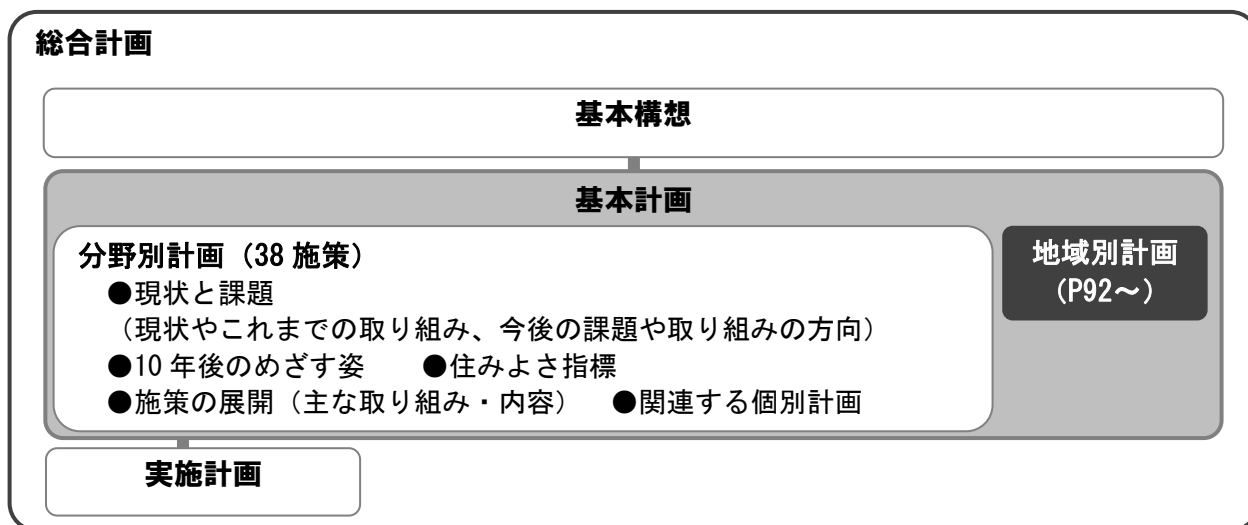 総合計画
基本構想
基本計画
分野別計画（38 施策）
●現状と課題
（現状やこれまでの取り組み、今後の課題や取り組みの方向）
●10 年後のめざす姿　　●住みよさ指標
●施策の展開（主な取り組み・内容）　●関連する個別計画
地域別計画
（P92～）
実施計画